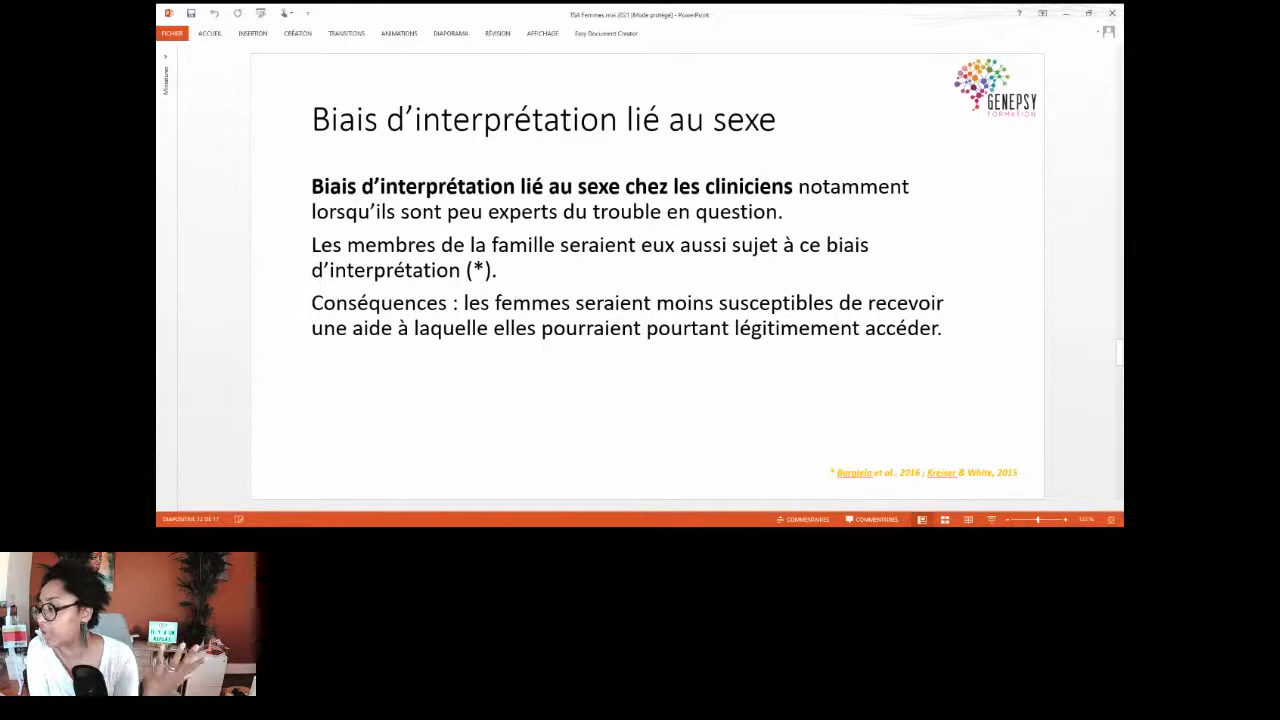 TSA Femmes mai 2021 [Mode protégé] - PowerPoint
FICHIER ACCUEIL INSERTION CRÉATION TRANSITIONS ANIMATIONS DIAPORAMA RÉVISION AFFICHAGE Easy Document Creator
Miniatures
GENEPSY
FORMATION
Biais d’interprétation lié au sexe
Biais d’interprétation lié au sexe chez les cliniciens notamment
lorsqu’ils sont peu experts du trouble en question.
Les membres de la famille seraient eux aussi sujet à ce biais
d’interprétation (*).
Conséquences : les femmes seraient moins susceptibles de recevoir
une aide à laquelle elles pourraient pourtant légitimement accéder.
* Bargiela et al., 2016 ; Kreiser & White, 2015
DIAPOSITIVE 12 DE 17 COMMENTAIRES COMMENTAIRES